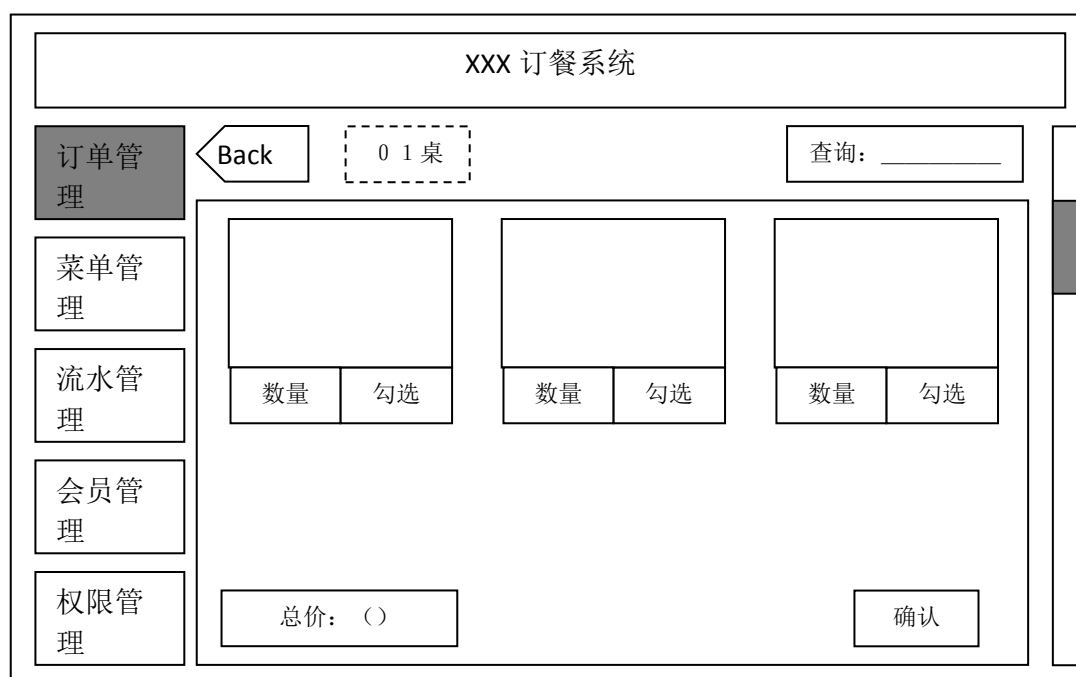 XXX 订餐系统
订单管
理
Back
０１桌
查询：__________
菜单管
理
流水管
理
会员管
理
权限管
理
数量
勾选
数量
勾选
数量
勾选
总价：（）
确认